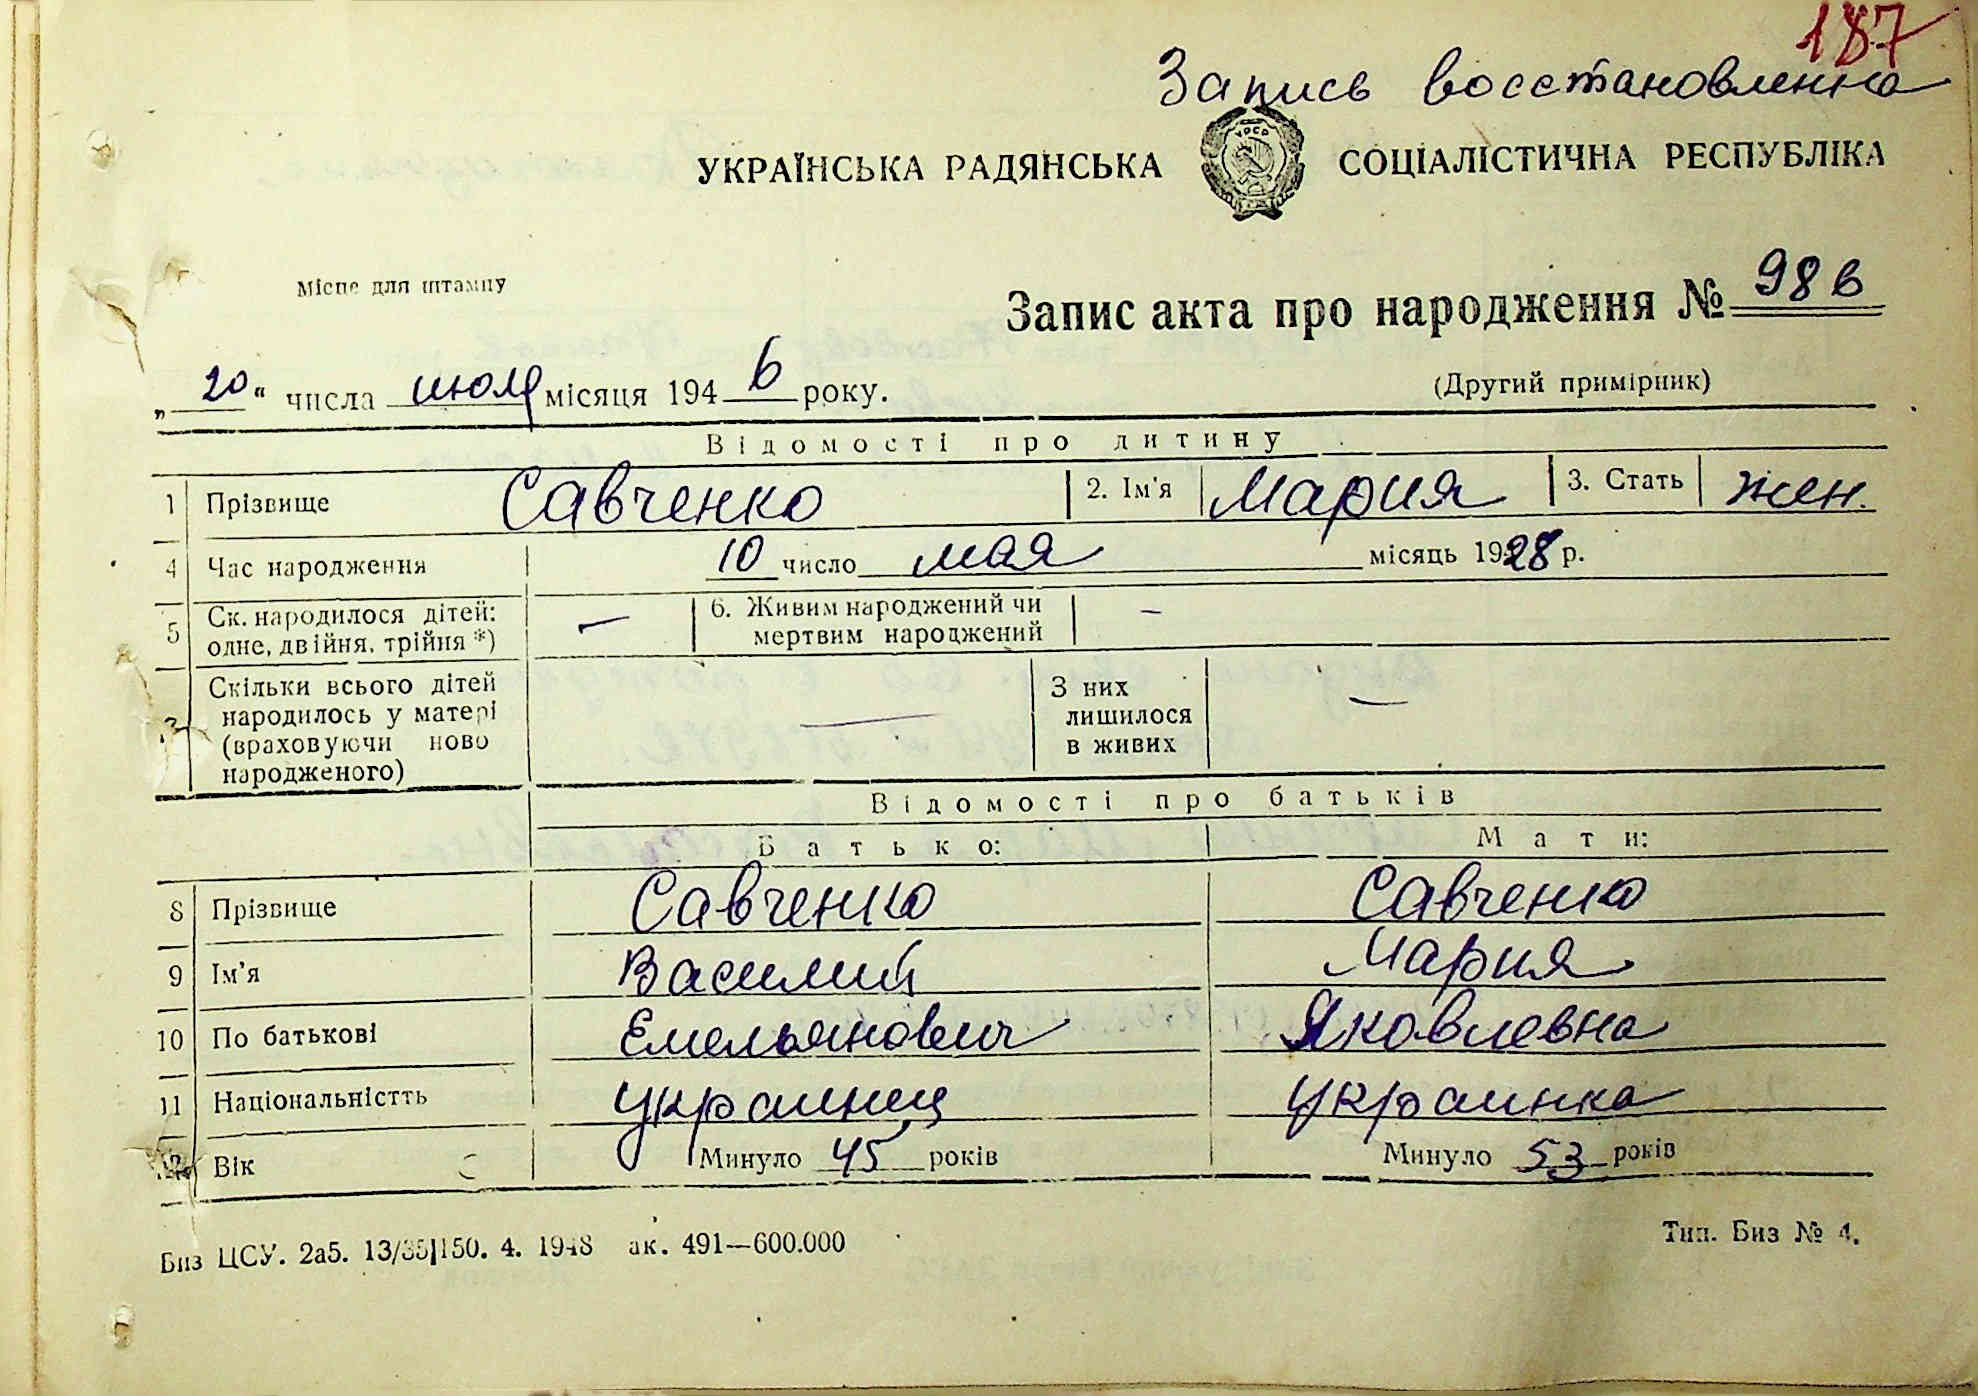 187
Запись восстановленна
УКРАЇНСЬКА РАДЯНСЬКА СОЦІАЛІСТИЧНА РЕСПУБЛІКА
УРСР
Місце для штампу
Запис акта про народження № 98 в
„20“ числа июля місяця 1946 року.
(Другий примірник)
Відомості про дитину
1 Прізвище Савченко 2. Ім'я Мария 3. Стать жен.
4 Час народження 10 число мая місяць 1928 р.
5 Ск. народилося дітей: одне, двійня, трійня *) — 6. Живим народжений чи мертвим народжений —
Скільки всього дітей народилось у матері (враховуючи ново народженого) — З них лишилося в живих —
Відомості про батьків
Батько: Мати:
8 Прізвище Савченко Савченко
9 Ім'я Василий Мария
10 По батькові Емельянович Яковлевна
11 Національністть украинец украинка
12 Вік Минуло 45 років Минуло 53 років
Биз ЦСУ. 2а5. 13/35|150. 4. 1948 ак. 491—600.000
Тип. Биз № 4.